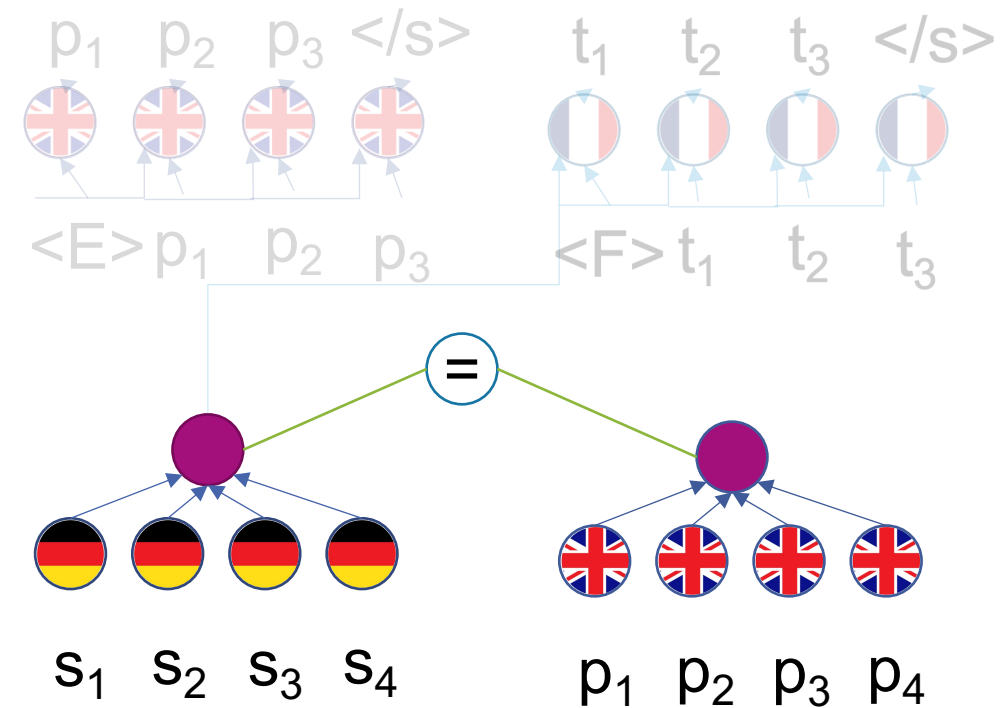 p₁ p₂ p₃ </s> t₁ t₂ t₃ </s>
<E> p₁ p₂ p₃ <F> t₁ t₂ t₃
=
s₁ s₂ s₃ s₄ p₁ p₂ p₃ p₄